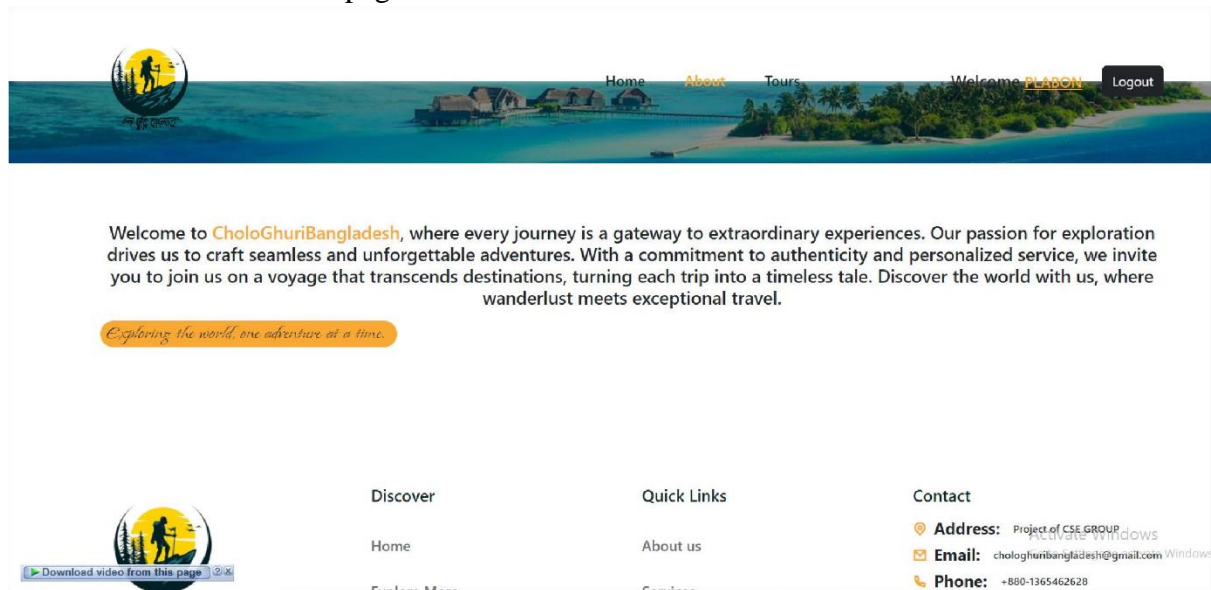 Home About Tours Welcome PLABON Logout
Welcome to CholoGhuriBangladesh, where every journey is a gateway to extraordinary experiences. Our passion for exploration
drives us to craft seamless and unforgettable adventures. With a commitment to authenticity and personalized service, we invite
you to join us on a voyage that transcends destinations, turning each trip into a timeless tale. Discover the world with us, where
wanderlust meets exceptional travel.
Exploring the world, one adventure at a time.
Discover Quick Links Contact
Address: Project of CSE GROUP
Activate Windows
Home About us
Email: chologhuribangladesh@gmail.com
Windows
Download video from this page
Explore More Services
Phone: +880-1365462628